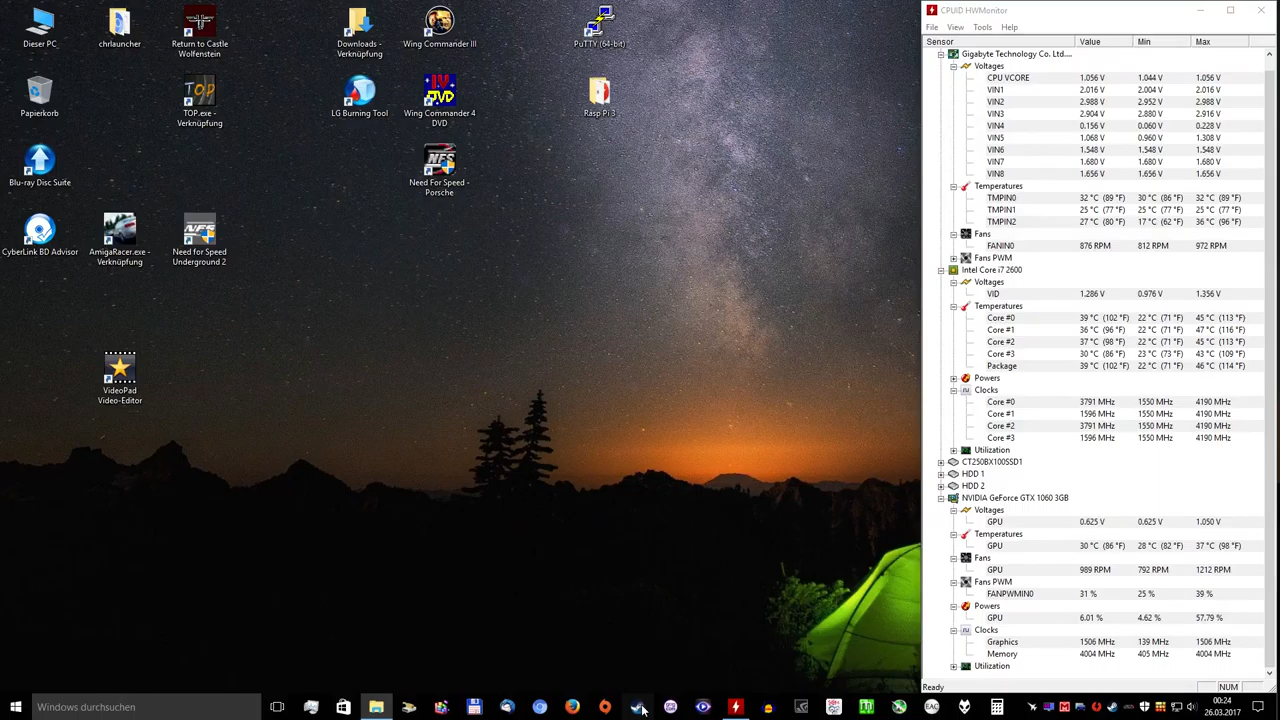 Dieser PC
chrlauncher
Return to Castle
Wolfenstein
Downloads -
Verknüpfung
Wing Commander III
PuTTY (64-bit)
Papierkorb
TOP
TOP.exe -
Verknüpfung
LG Burning Tool
IV
DVD
Wing Commander 4
DVD
Rasp Pi 3
Blu-ray Disc Suite
NFS
Need For Speed -
Porsche
CyberLink BD Advisor
AmigaRacer.exe -
Verknüpfung
NFS
Need for Speed
Underground 2
VideoPad
Video-Editor
CPUID HWMonitor
File View Tools Help
Sensor Value Min Max
Gigabyte Technology Co. Ltd....
Voltages
CPU VCORE 1.056 V 1.044 V 1.056 V
VIN1 2.016 V 2.004 V 2.016 V
VIN2 2.988 V 2.952 V 2.988 V
VIN3 2.904 V 2.880 V 2.916 V
VIN4 0.156 V 0.060 V 0.228 V
VIN5 1.068 V 0.960 V 1.308 V
VIN6 1.548 V 1.548 V 1.548 V
VIN7 1.680 V 1.680 V 1.680 V
VIN8 1.656 V 1.656 V 1.656 V
Temperatures
TMPIN0 32 °C (89 °F) 30 °C (86 °F) 32 °C (89 °F)
TMPIN1 25 °C (77 °F) 25 °C (77 °F) 25 °C (77 °F)
TMPIN2 27 °C (80 °F) 17 °C (62 °F) 36 °C (96 °F)
Fans
FANIN0 876 RPM 812 RPM 972 RPM
Fans PWM
Intel Core i7 2600
Voltages
VID 1.286 V 0.976 V 1.356 V
Temperatures
Core #0 39 °C (102 °F) 22 °C (71 °F) 45 °C (113 °F)
Core #1 36 °C (96 °F) 22 °C (71 °F) 47 °C (116 °F)
Core #2 37 °C (98 °F) 22 °C (71 °F) 45 °C (113 °F)
Core #3 30 °C (86 °F) 23 °C (73 °F) 43 °C (109 °F)
Package 39 °C (102 °F) 22 °C (71 °F) 46 °C (114 °F)
Powers
Clocks
Core #0 3791 MHz 1550 MHz 4190 MHz
Core #1 1596 MHz 1550 MHz 4190 MHz
Core #2 3791 MHz 1550 MHz 4190 MHz
Core #3 1596 MHz 1550 MHz 4190 MHz
Utilization
CT250BX100SSD1
HDD 1
HDD 2
NVIDIA GeForce GTX 1060 3GB
Voltages
GPU 0.625 V 0.625 V 1.050 V
Temperatures
GPU 30 °C (86 °F) 28 °C (82 °F) 37 °C (98 °F)
Fans
GPU 989 RPM 792 RPM 1212 RPM
Fans PWM
FANPWMIN0 31 % 25 % 39 %
Powers
GPU 6.01 % 4.62 % 57.79 %
Clocks
Graphics 1506 MHz 139 MHz 1506 MHz
Memory 4004 MHz 405 MHz 4004 MHz
Utilization
Ready NUM
Windows durchsuchen
EAC
00:24
26.03.2017